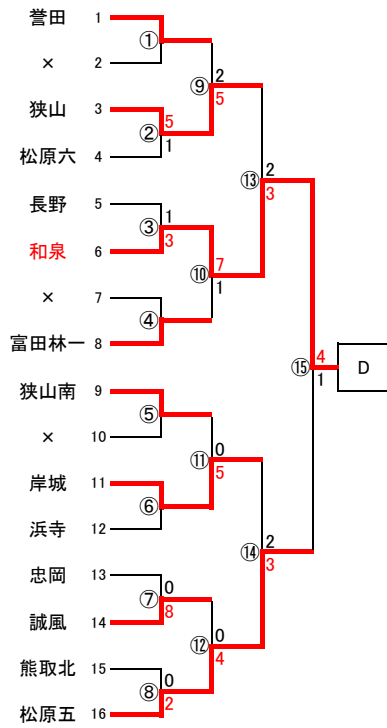 誉田 1
①
× 2
2
⑨
5
狭山 3
5
②
1
松原六 4
2
⑬
3
長野 5
1
③
3
和泉 6
7
⑩
1
× 7
④
富田林一 8
4
⑮
1
D
狭山南 9
⑤
× 10
0
⑪
5
岸城 11
⑥
浜寺 12
2
⑭
3
忠岡 13
0
⑦
8
誠風 14
0
⑫
4
熊取北 15
0
⑧
2
松原五 16